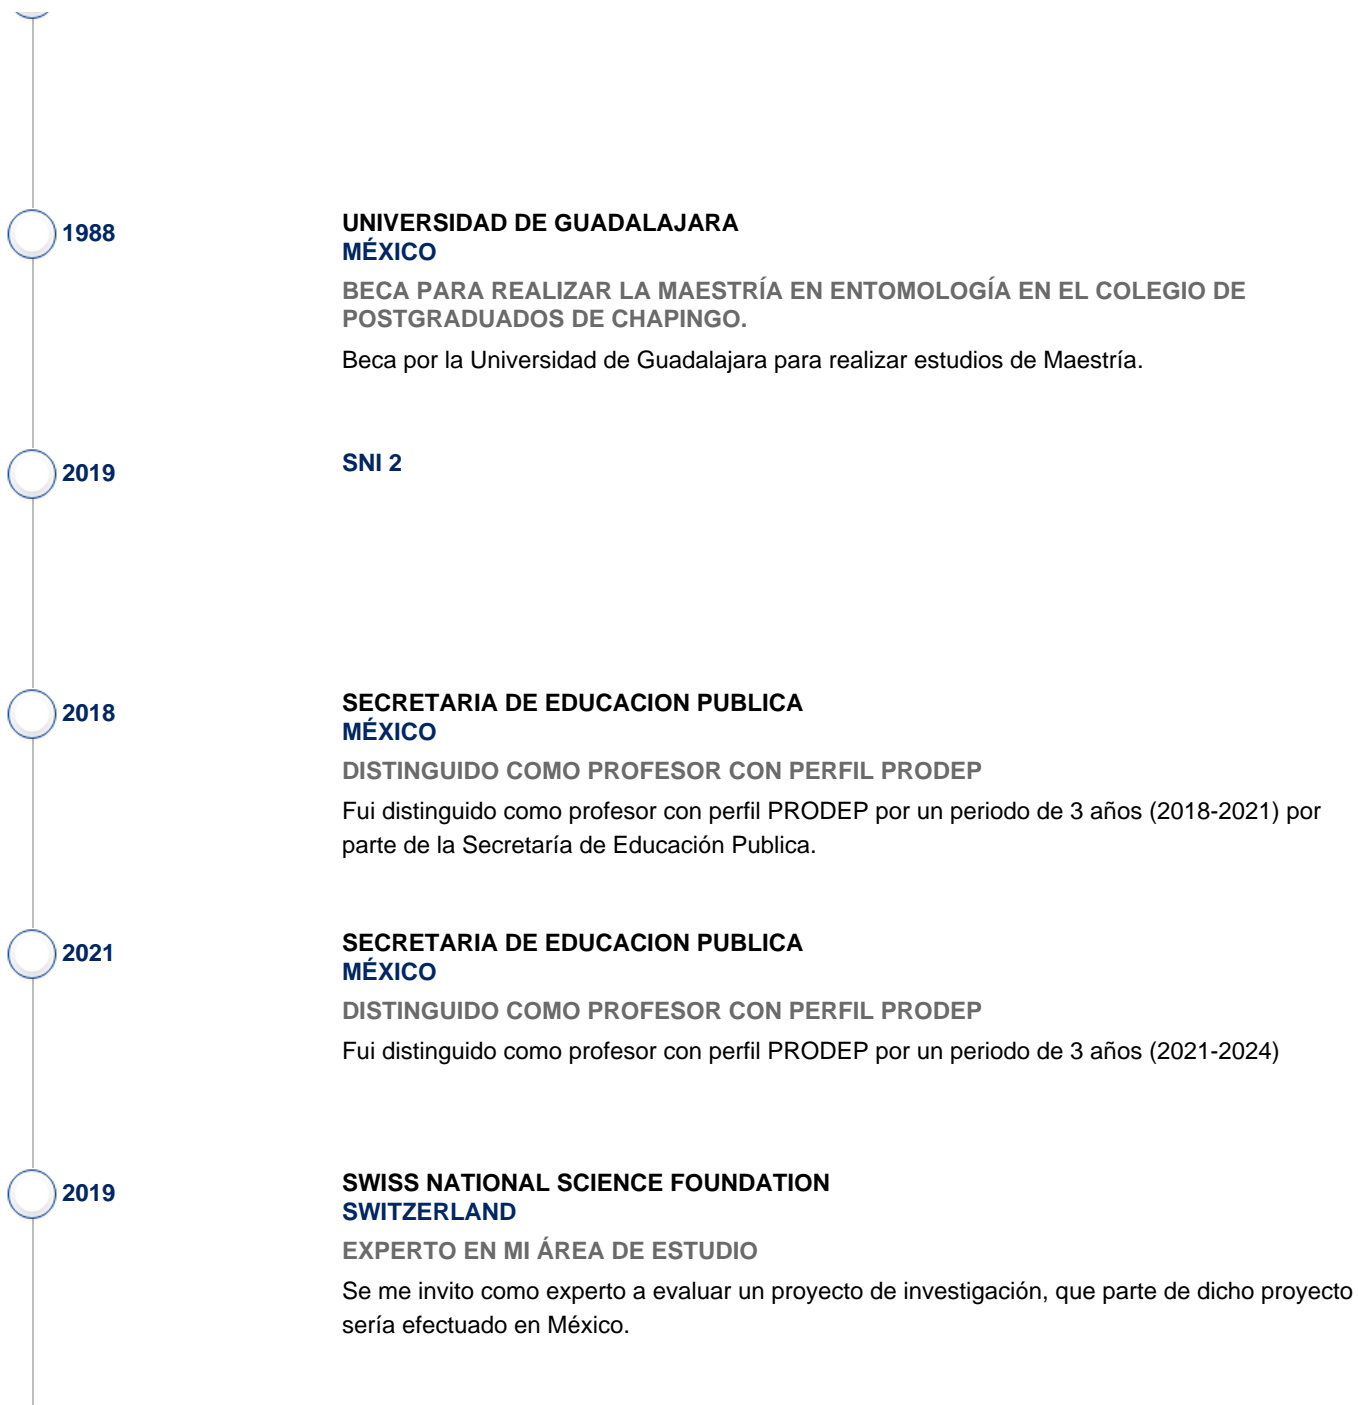 1988
UNIVERSIDAD DE GUADALAJARA
MÉXICO
BECA PARA REALIZAR LA MAESTRÍA EN ENTOMOLOGÍA EN EL COLEGIO DE
POSTGRADUADOS DE CHAPINGO.
Beca por la Universidad de Guadalajara para realizar estudios de Maestría.
2019
SNI 2
2018
SECRETARIA DE EDUCACION PUBLICA
MÉXICO
DISTINGUIDO COMO PROFESOR CON PERFIL PRODEP
Fui distinguido como profesor con perfil PRODEP por un periodo de 3 años (2018-2021) por
parte de la Secretaría de Educación Publica.
2021
SECRETARIA DE EDUCACION PUBLICA
MÉXICO
DISTINGUIDO COMO PROFESOR CON PERFIL PRODEP
Fui distinguido como profesor con perfil PRODEP por un periodo de 3 años (2021-2024)
2019
SWISS NATIONAL SCIENCE FOUNDATION
SWITZERLAND
EXPERTO EN MI ÁREA DE ESTUDIO
Se me invito como experto a evaluar un proyecto de investigación, que parte de dicho proyecto
sería efectuado en México.